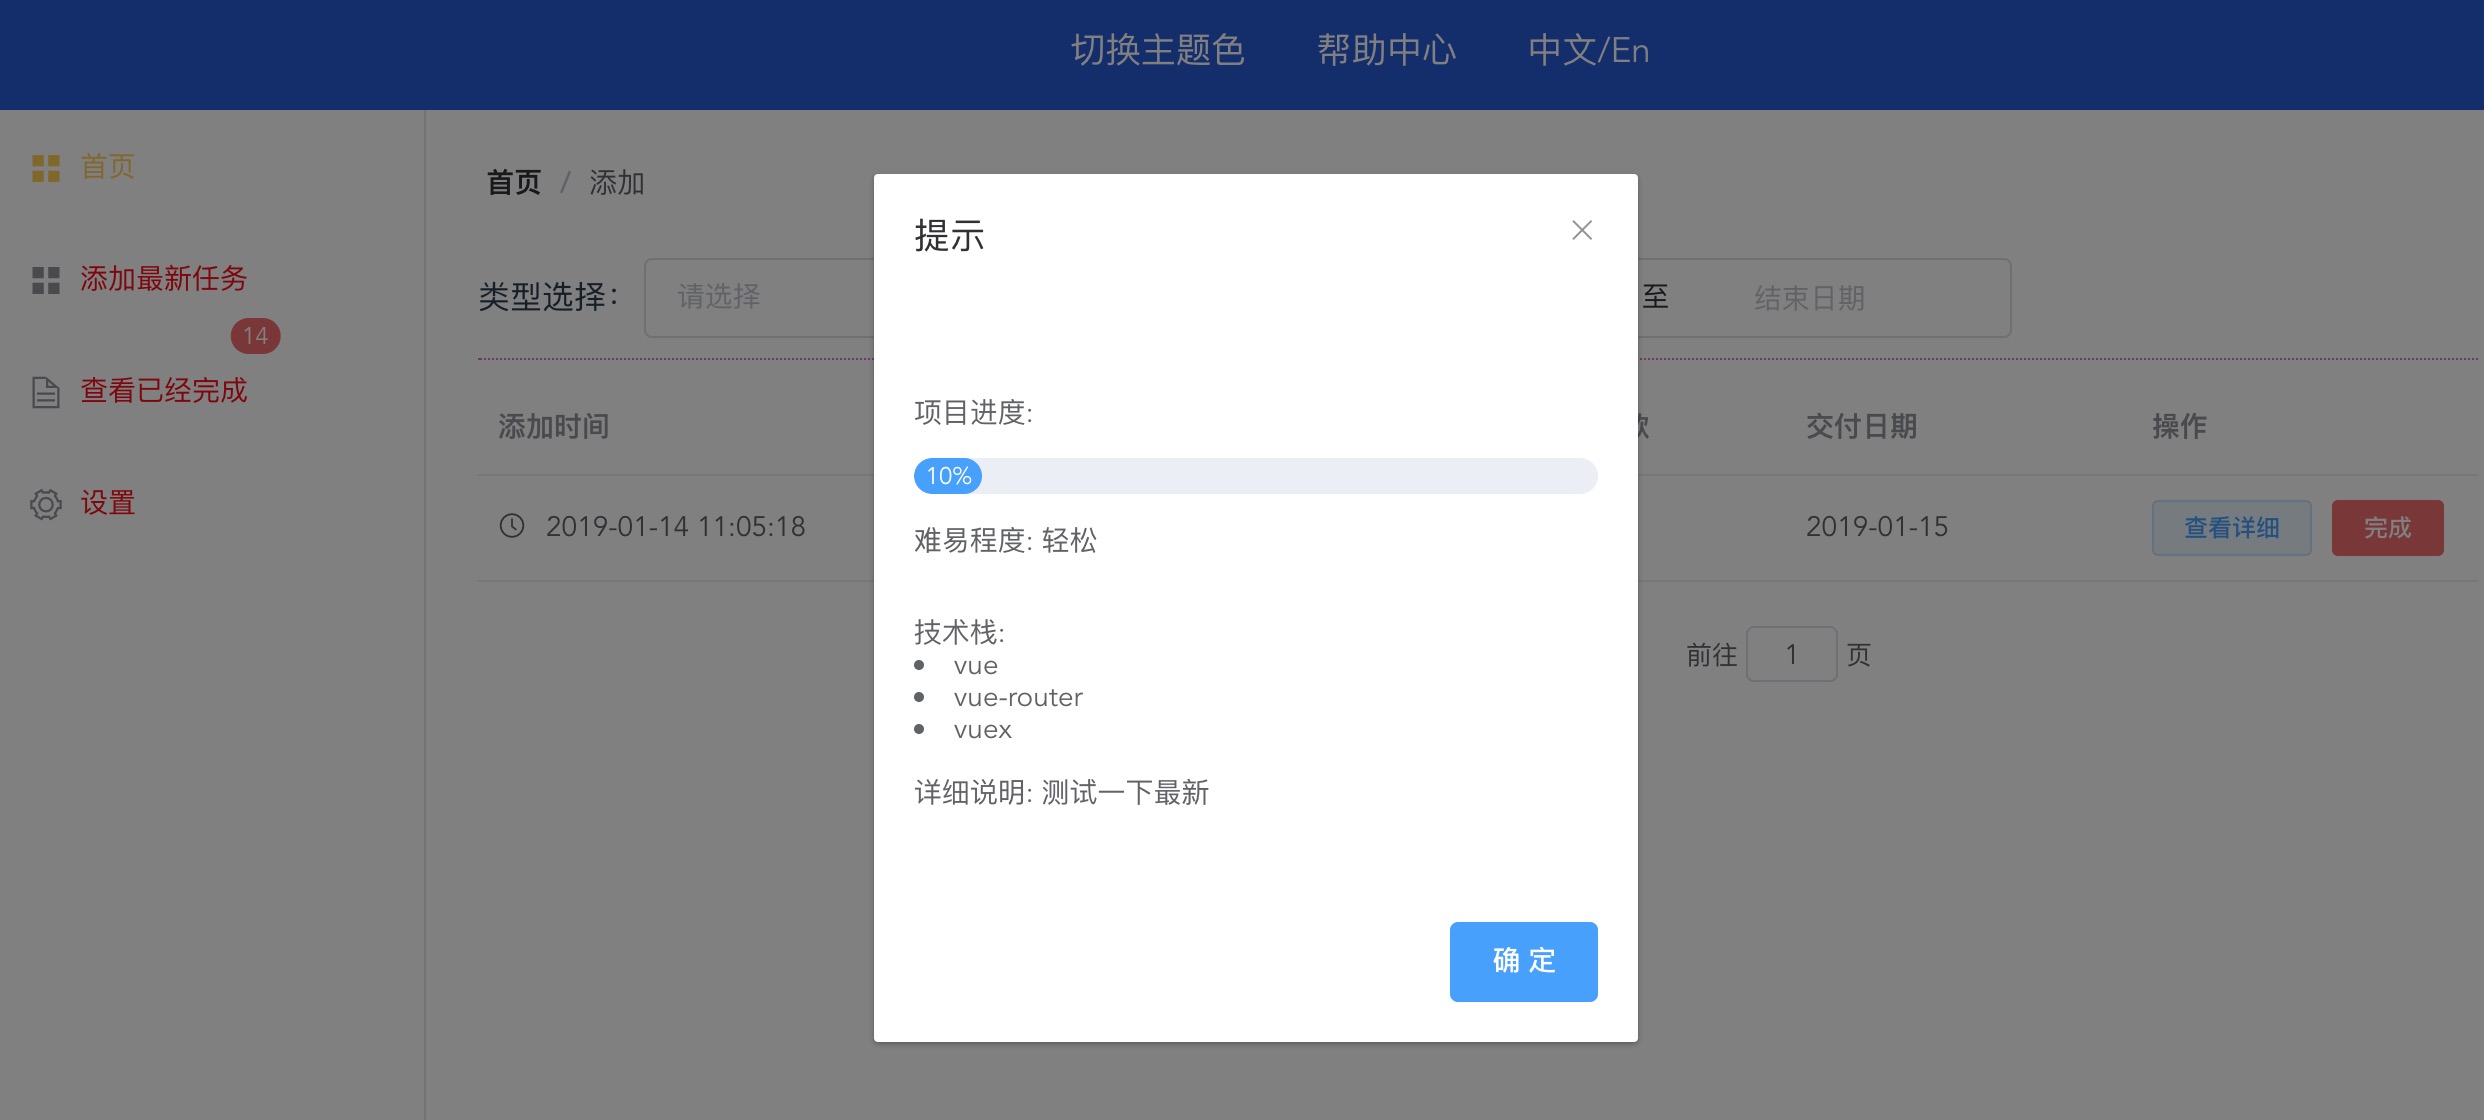 切换主题色 帮助中心 中文/En
首页
添加最新任务
14
查看已经完成
设置
首页 / 添加
类型选择： 请选择 至 结束日期
添加时间 交付日期 操作
2019-01-14 11:05:18 2019-01-15 查看详细 完成
前往 1 页
提示
项目进度:
10%
难易程度: 轻松
技术栈:
vue
vue-router
vuex
详细说明: 测试一下最新
确 定